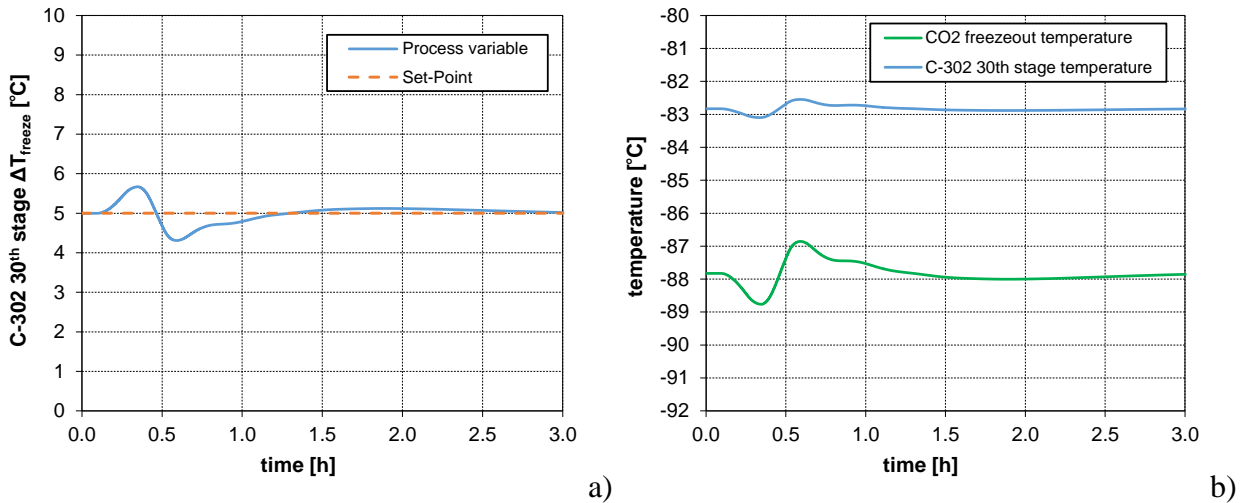 C-302 30th stage ΔTfreeze [°C]
10
9
8
7
6
5
4
3
2
1
0
Process variable
Set-Point
0.0 0.5 1.0 1.5 2.0 2.5 3.0
time [h]
a)
temperature [°C]
-80
-81
-82
-83
-84
-85
-86
-87
-88
-89
-90
-91
-92
CO2 freezeout temperature
C-302 30th stage temperature
0.0 0.5 1.0 1.5 2.0 2.5 3.0
time [h]
b)